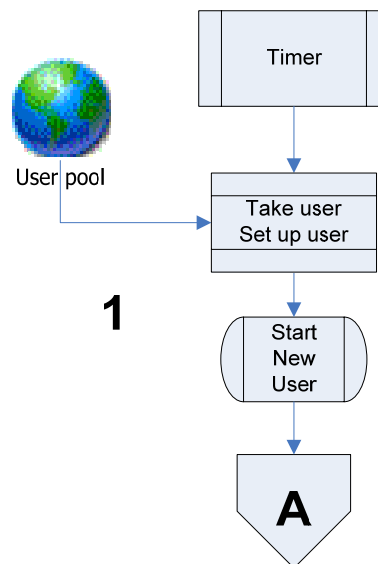 Timer
User pool
Take user
Set up user
1
Start
New
User
A